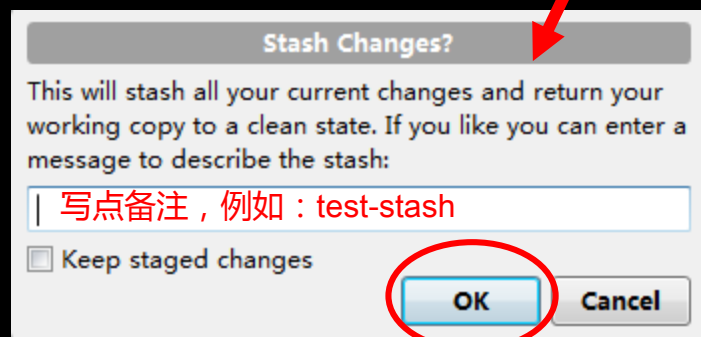 Stash Changes?
This will stash all your current changes and return your
working copy to a clean state. If you like you can enter a
message to describe the stash:
写点备注，例如：test-stash
Keep staged changes
OK Cancel